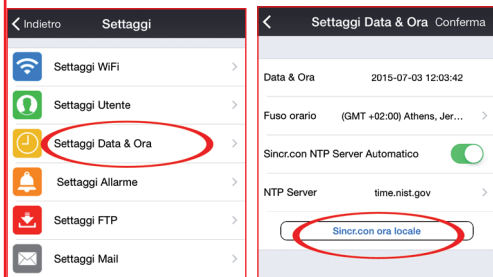 Indietro Settaggi
Settaggi WiFi
Settaggi Utente
Settaggi Data & Ora
Settaggi Allarme
Settaggi FTP
Settaggi Mail
Settaggi Data & Ora Conferma
Data & Ora 2015-07-03 12:03:42
Fuso orario (GMT +02:00) Athens, Jer...
Sincr.con NTP Server Automatico
NTP Server time.nist.gov
Sincr.con ora locale